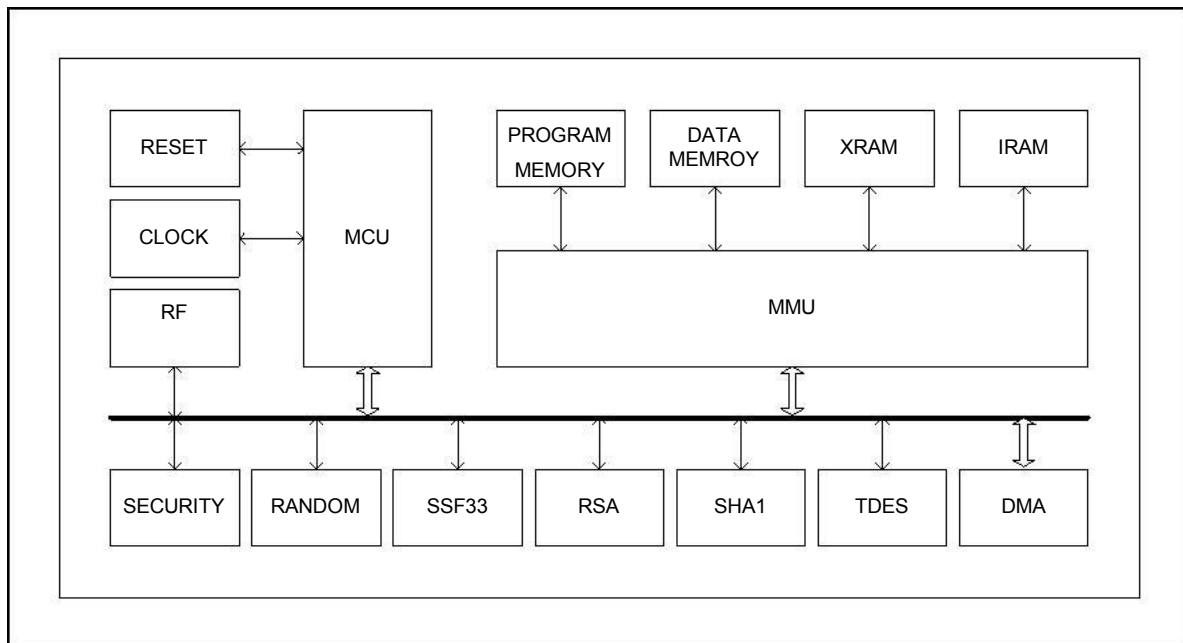 RESET
CLOCK
RF
MCU
PROGRAM
MEMORY
DATA
MEMROY
XRAM
IRAM
MMU
SECURITY
RANDOM
SSF33
RSA
SHA1
TDES
DMA